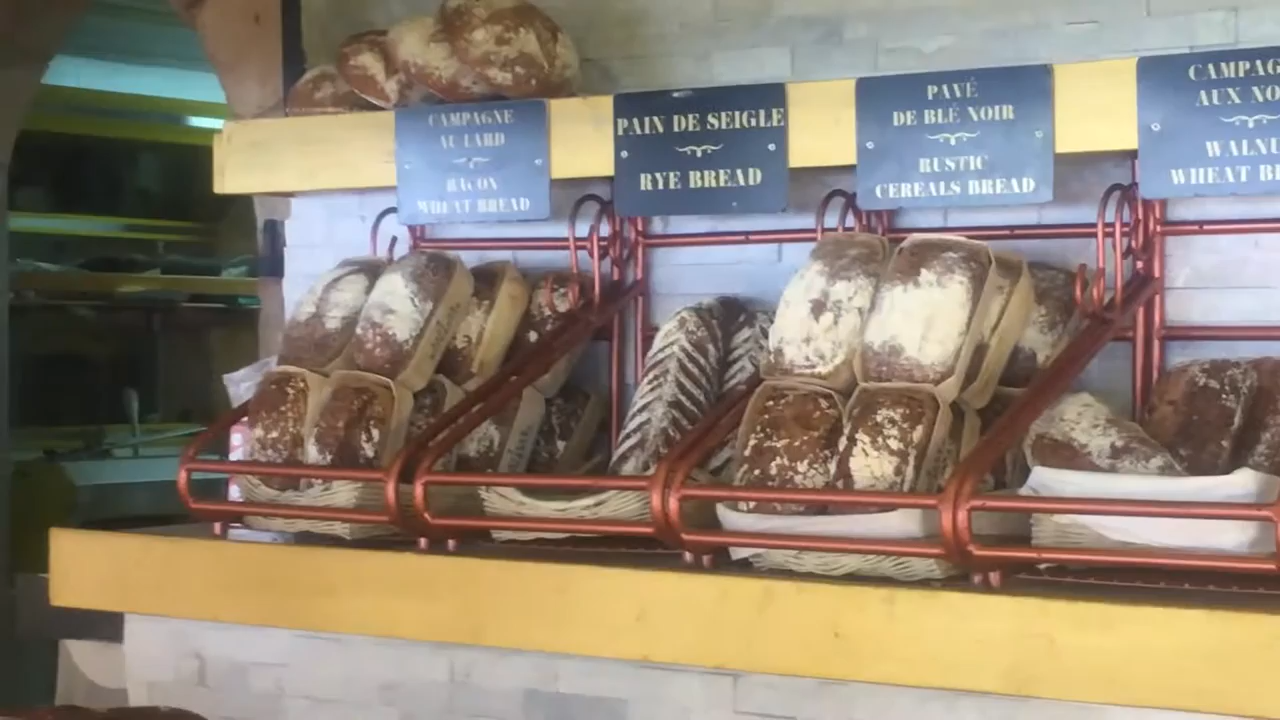 CAMPAGNE
AU LARD
BACON
WHEAT BREAD
PAIN DE SEIGLE
RYE BREAD
PAVÉ
DE BLÉ NOIR
RUSTIC
CEREALS BREAD
CAMPAG
AUX NO
WALNU
WHEAT BR